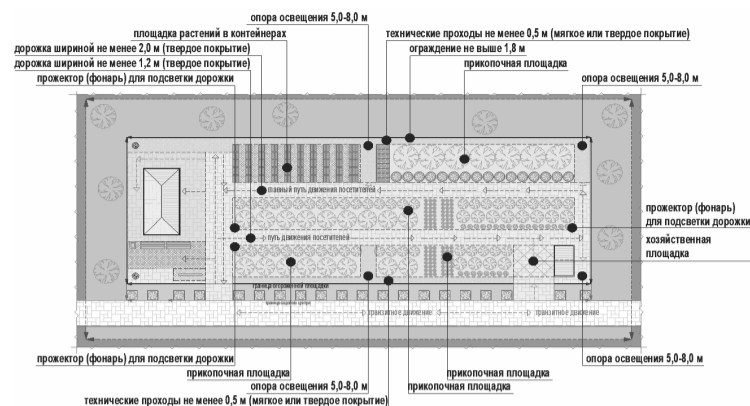 опора освещения 5,0-8,0 м
площадка растений в контейнерах
технические проходы не менее 0,5 м (мягкое или твердое покрытие)
дорожка шириной не менее 2,0 м (твердое покрытие)
ограждение не выше 1,8 м
дорожка шириной не менее 1,2 м (твердое покрытие)
прикопочная площадка
прожектор (фонарь) для подсветки дорожки
опора освещения 5,0-8,0 м
главный путь движения посетителей
прожектор (фонарь)
для подсветки дорожки
путь движения посетителей
хозяйственная
площадка
граница огороженной площадки
транзитное движение
транзитное движение
прожектор (фонарь) для подсветки дорожки
опора освещения 5,0-8,0 м
прикопочная площадка
прикопочная площадка
опора освещения 5,0-8,0 м
прикопочная площадка
технические проходы не менее 0,5 м (мягкое или твердое покрытие)